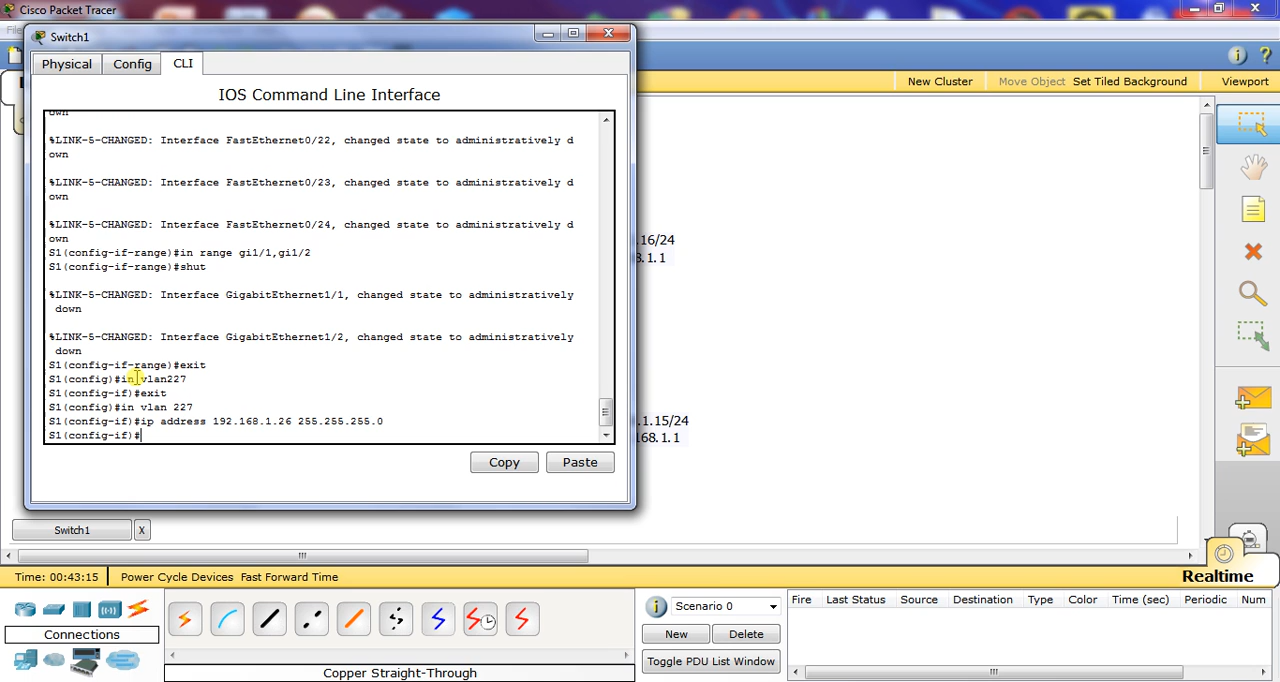 Cisco Packet Tracer
Switch1
Physical
Config
CLI
New Cluster
Move Object
Set Tiled Background
Viewport
IOS Command Line Interface
own
%LINK-5-CHANGED: Interface FastEthernet0/22, changed state to administratively d
own
%LINK-5-CHANGED: Interface FastEthernet0/23, changed state to administratively d
own
%LINK-5-CHANGED: Interface FastEthernet0/24, changed state to administratively d
own
S1(config-if-range)#in range gi1/1,gi1/2
S1(config-if-range)#shut
%LINK-5-CHANGED: Interface GigabitEthernet1/1, changed state to administratively
down
%LINK-5-CHANGED: Interface GigabitEthernet1/2, changed state to administratively
down
S1(config-if-range)#exit
S1(config)#in vlan227
S1(config-if)#exit
S1(config)#in vlan 227
S1(config-if)#ip address 192.168.1.26 255.255.255.0
S1(config-if)#
.16/24
3.1.1
.1.15/24
168.1.1
Copy
Paste
Switch1
X
Time: 00:43:15
Power Cycle Devices
Fast Forward Time
Realtime
Connections
Copper Straight-Through
Scenario 0
New
Delete
Toggle PDU List Window
Fire
Last Status
Source
Destination
Type
Color
Time (sec)
Periodic
Num